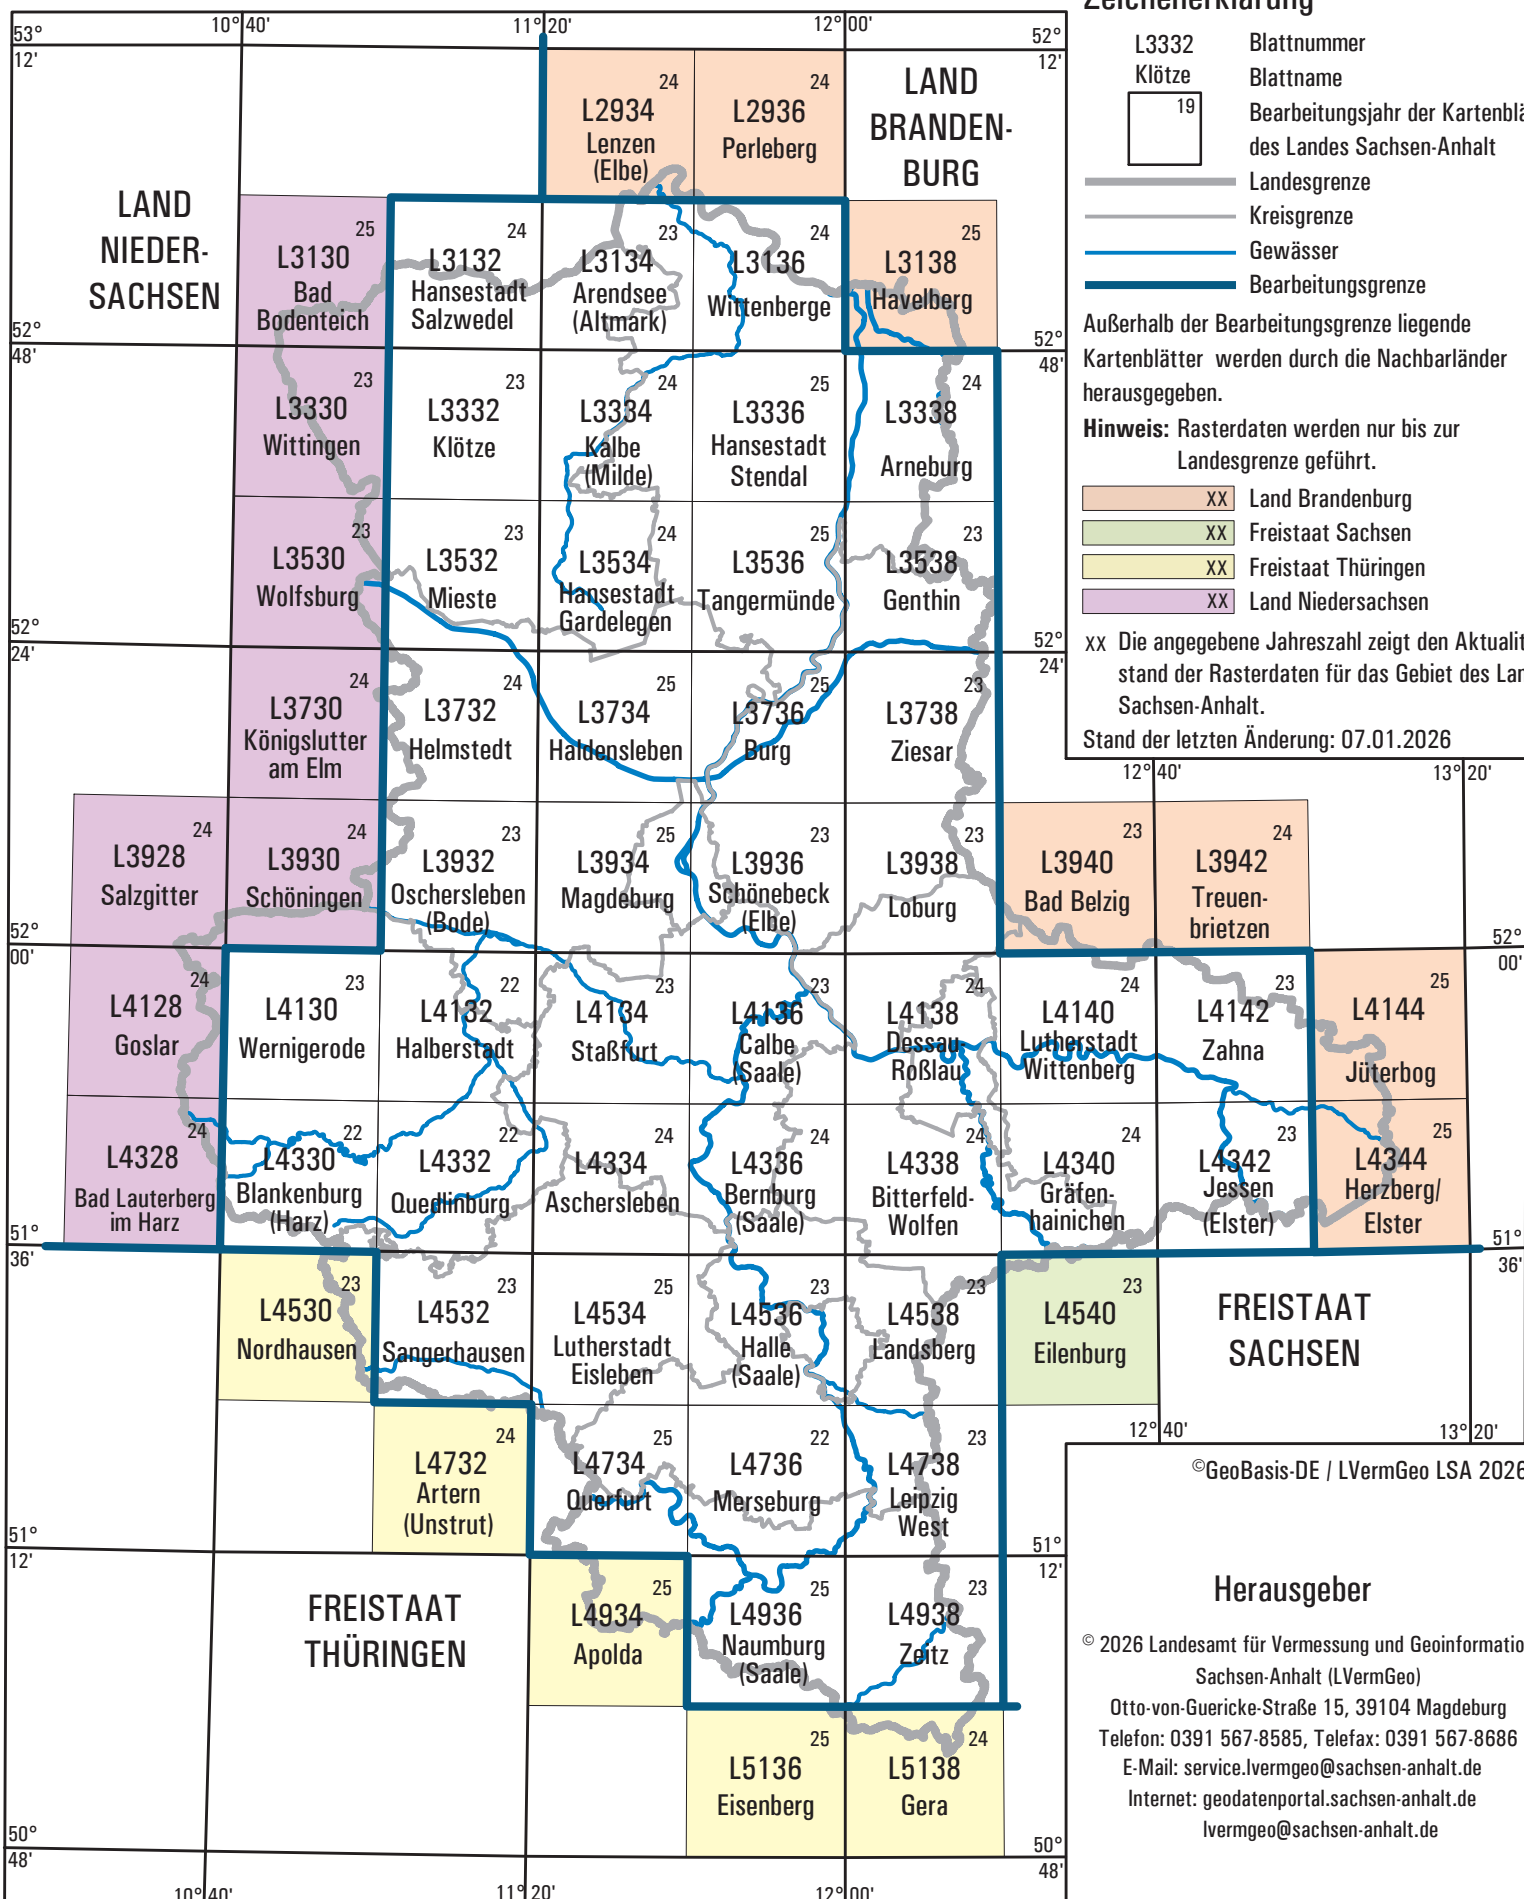 10°40'
11°20'
12°00'
53°
12'
52°
12'
Zeichenerklärung
L3332 Blattnummer
Klötze Blattname
19 Bearbeitungsjahr der Kartenblä
des Landes Sachsen-Anhalt
Landesgrenze
Kreisgrenze
Gewässer
Bearbeitungsgrenze
Außerhalb der Bearbeitungsgrenze liegende
Kartenblätter werden durch die Nachbarländer
herausgegeben.
Hinweis: Rasterdaten werden nur bis zur
Landesgrenze geführt.
XX Land Brandenburg
XX Freistaat Sachsen
XX Freistaat Thüringen
XX Land Niedersachsen
XX Die angegebene Jahreszahl zeigt den Aktualit
stand der Rasterdaten für das Gebiet des Lan
Sachsen-Anhalt.
Stand der letzten Änderung: 07.01.2026
12°40'
13°20'
LAND
BRANDEN-
BURG
LAND
NIEDER-
SACHSEN
24
L2934
Lenzen
(Elbe)
24
L2936
Perleberg
25
L3130
Bad
Bodenteich
24
L3132
Hansestadt
Salzwedel
23
L3134
Arendsee
(Altmark)
24
L3136
Wittenberge
25
L3138
Havelberg
52°
48'
52°
48'
23
L3330
Wittingen
23
L3332
Klötze
24
L3334
Kalbe
(Milde)
25
L3336
Hansestadt
Stendal
24
L3338
Arneburg
23
L3530
Wolfsburg
23
L3532
Mieste
24
L3534
Hansestadt
Gardelegen
25
L3536
Tangermünde
23
L3538
Genthin
52°
24'
52°
24'
24
L3730
Königslutter
am Elm
24
L3732
Helmstedt
25
L3734
Haldensleben
25
L3736
Burg
23
L3738
Ziesar
24
L3928
Salzgitter
24
L3930
Schöningen
23
L3932
Oschersleben
(Bode)
25
L3934
Magdeburg
23
L3936
Schönebeck
(Elbe)
23
L3938
Loburg
23
L3940
Bad Belzig
24
L3942
Treuen-
brietzen
52°
00'
52°
00'
24
L4128
Goslar
23
L4130
Wernigerode
22
L4132
Halberstadt
23
L4134
Staßfurt
23
L4136
Calbe
(Saale)
24
L4138
Dessau
Roßlau
24
L4140
Lutherstadt
Wittenberg
23
L4142
Zahna
25
L4144
Jüterbog
24
L4328
Bad Lauterberg
im Harz
22
L4330
Blankenburg
(Harz)
22
L4332
Quedlinburg
24
L4334
Aschersleben
24
L4336
Bernburg
(Saale)
24
L4338
Bitterfeld-
Wolfen
24
L4340
Gräfen-
hainichen
23
L4342
Jessen
(Elster)
25
L4344
Herzberg/
Elster
51°
36'
51°
36'
23
L4530
Nordhausen
23
L4532
Sangerhausen
25
L4534
Lutherstadt
Eisleben
23
L4536
Halle
(Saale)
23
L4538
Landsberg
23
L4540
Eilenburg
FREISTAAT
SACHSEN
12°40'
13°20'
24
L4732
Artern
(Unstrut)
25
L4734
Querfurt
22
L4736
Merseburg
23
L4738
Leipzig
West
51°
12'
51°
12'
FREISTAAT
THÜRINGEN
25
L4934
Apolda
25
L4936
Naumburg
(Saale)
23
L4938
Zeitz
25
L5136
Eisenberg
24
L5138
Gera
50°
48'
50°
48'
10°40'
11°20'
12°00'
©GeoBasis-DE / LVermGeo LSA 2026
Herausgeber
© 2026 Landesamt für Vermessung und Geoinformatio
Sachsen-Anhalt (LVermGeo)
Otto-von-Guericke-Straße 15, 39104 Magdeburg
Telefon: 0391 567-8585, Telefax: 0391 567-8686
E-Mail: service.lvermgeo@sachsen-anhalt.de
Internet: geodatenportal.sachsen-anhalt.de
lvermgeo@sachsen-anhalt.de